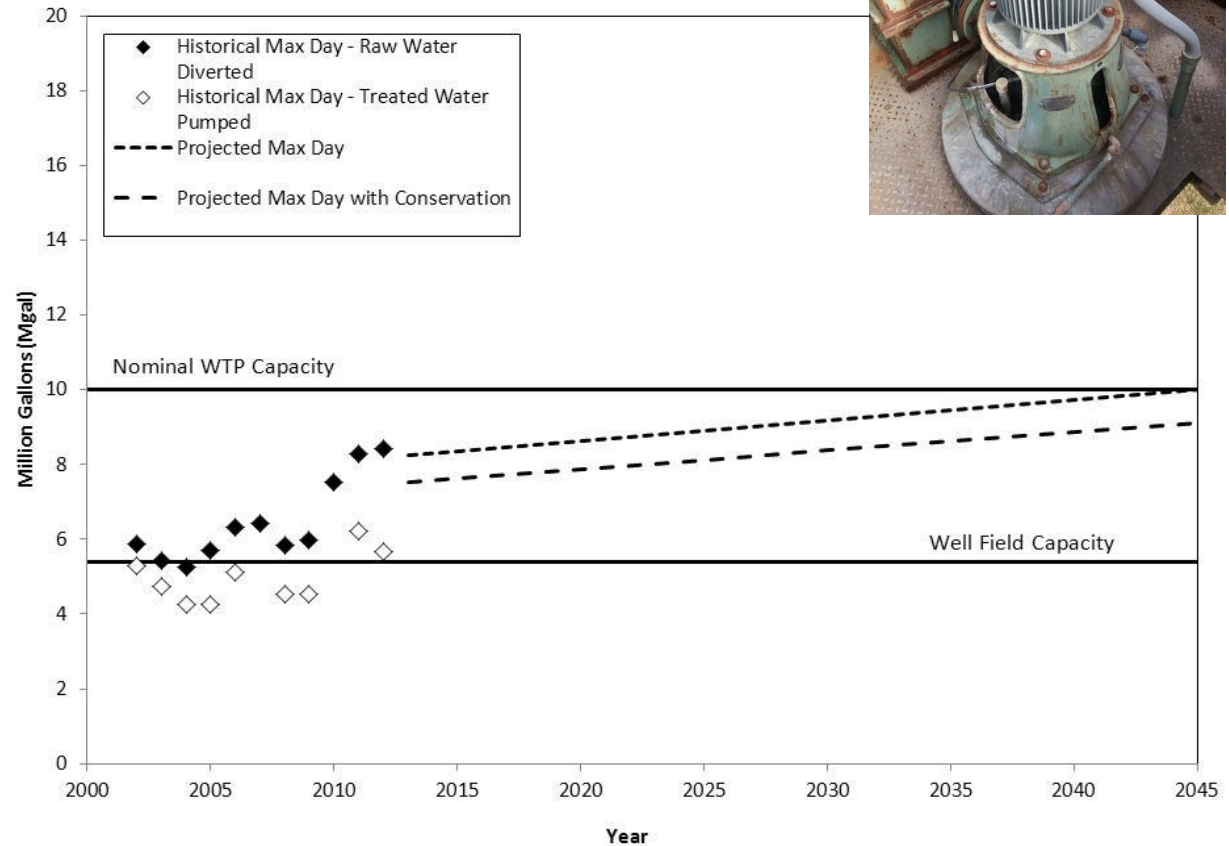 Historical Max Day - Raw Water
Diverted
Historical Max Day - Treated Water
Pumped
Projected Max Day
Projected Max Day with Conservation
Million Gallons (Mgal)
20
18
16
14
12
10
8
6
4
2
0
Nominal WTP Capacity
Well Field Capacity
2000 2005 2010 2015 2020 2025 2030 2035 2040 2045
Year